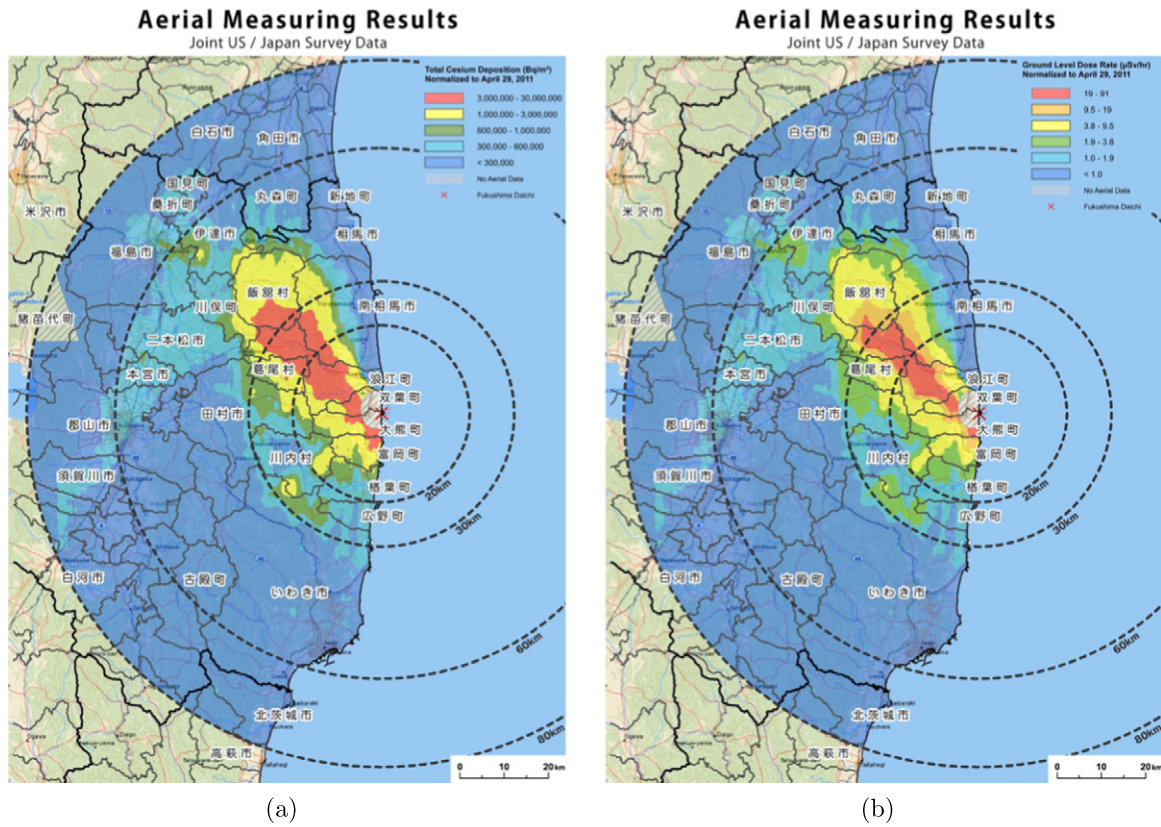 Aerial Measuring Results
Joint US / Japan Survey Data
Total Cesium Deposition (Bq/m²)
Normalized to April 29, 2011
3,000,000 - 30,000,000
1,000,000 - 3,000,000
600,000 - 1,000,000
300,000 - 600,000
< 300,000
No Aerial Data
Fukushima Daichi
白石市
角田市
国見町
桑折町
丸森町
新地町
米沢市
伊達市
相馬市
福島市
飯舘村
川俣町
南相馬市
猪苗代町
二本松市
本宮市
葛尾村
浪江町
双葉町
田村市
大熊町
郡山市
富岡町
川内村
須賀川市
楢葉町
20km
広野町
30km
白河市
古殿町
いわき市
60km
北茨城市
80km
高萩市
0 10 20 km
(a)
Aerial Measuring Results
Joint US / Japan Survey Data
Ground Level Dose Rate (μSv/hr)
Normalized to April 29, 2011
19 - 91
9.5 - 19
3.8 - 9.5
1.9 - 3.8
1.0 - 1.9
< 1.0
No Aerial Data
Fukushima Daichi
白石市
角田市
国見町
桑折町
丸森町
新地町
米沢市
伊達市
相馬市
福島市
飯舘村
川俣町
南相馬市
猪苗代町
二本松市
本宮市
葛尾村
浪江町
双葉町
田村市
大熊町
郡山市
富岡町
川内村
須賀川市
楢葉町
20km
広野町
30km
白河市
古殿町
いわき市
60km
北茨城市
80km
高萩市
0 10 20 km
(b)